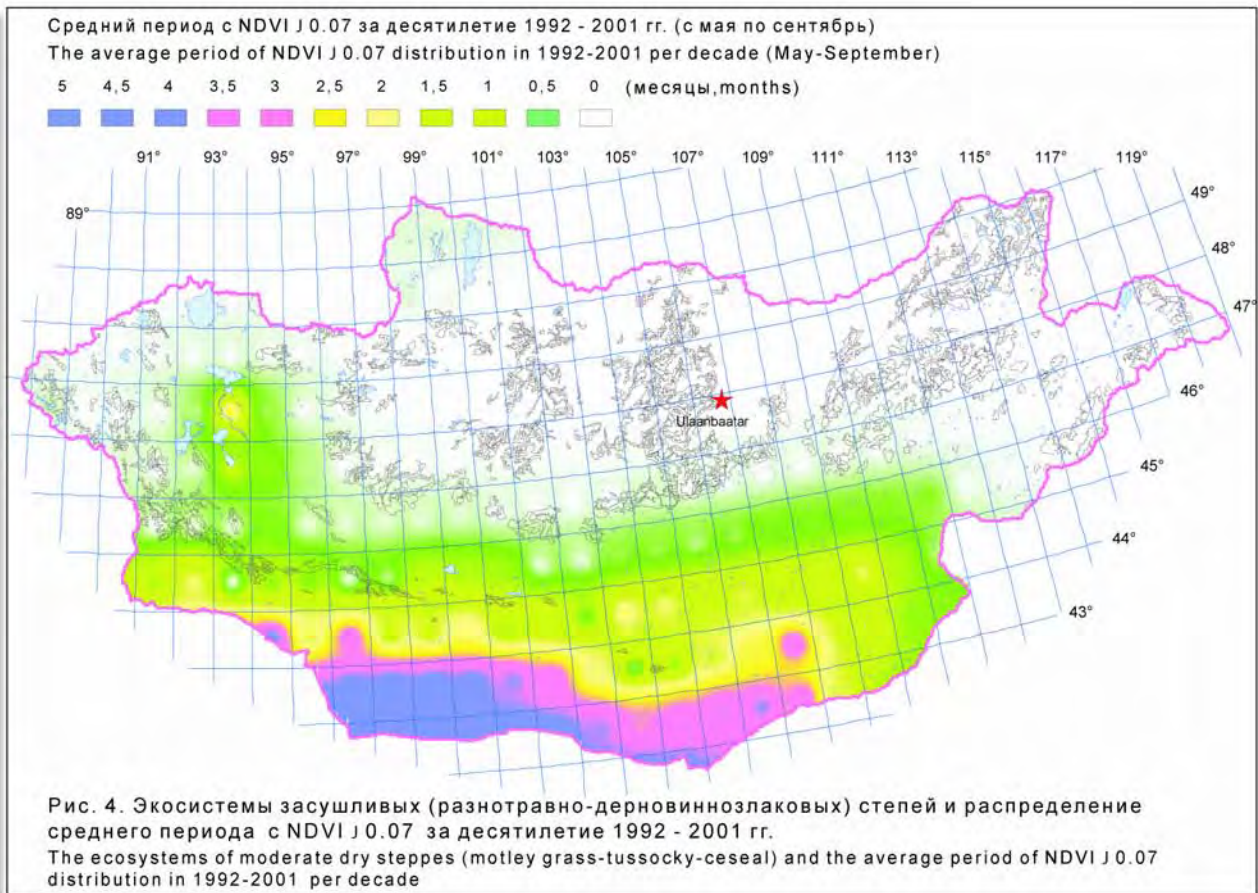 Средний период с NDVI J 0.07 за десятилетие 1992 - 2001 гг. (с мая по сентябрь)
The average period of NDVI J 0.07 distribution in 1992-2001 per decade (May-September)
5 4,5 4 3,5 3 2,5 2 1,5 1 0,5 0 (месяцы,months)
91° 93° 95° 97° 99° 101° 103° 105° 107° 109° 111° 113° 115° 117° 119°
89°
49°
48°
47°
46°
Ulaanbaatar
45°
44°
43°
Рис. 4. Экосистемы засушливых (разнотравно-дерновиннозлаковых) степей и распределение
среднего периода с NDVI J 0.07 за десятилетие 1992 - 2001 гг.
The ecosystems of moderate dry steppes (motley grass-tussocky-ceseal) and the average period of NDVI J 0.07
distribution in 1992-2001 per decade